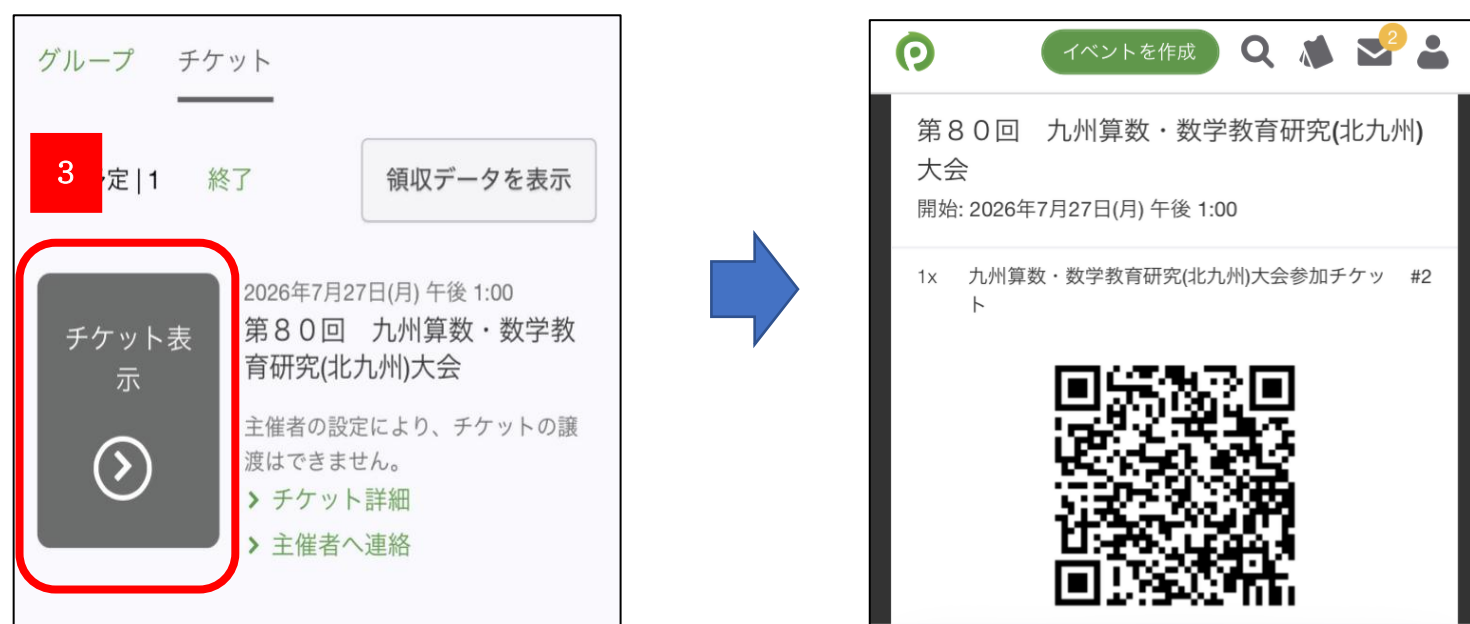 グループ チケット
3
定|1 終了 領収データを表示
チケット表
示
2026年7月27日(月) 午後 1:00
第８０回　九州算数・数学教
育研究(北九州)大会
主催者の設定により、チケットの譲
渡はできません。
チケット詳細
主催者へ連絡
イベントを作成 2
第８０回　九州算数・数学教育研究(北九州)
大会
開始: 2026年7月27日(月) 午後 1:00
1x 九州算数・数学教育研究(北九州)大会参加チケッ #2
ト